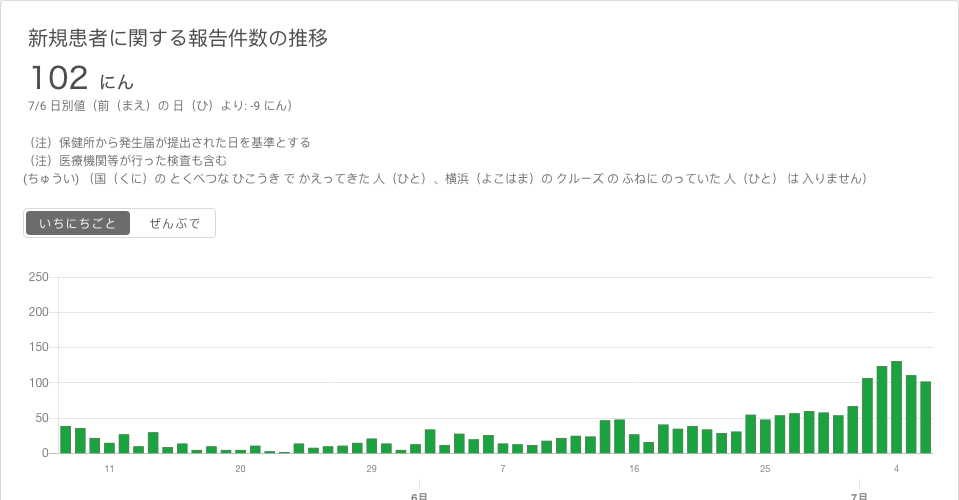 新規患者に関する報告件数の推移
102 にん
7/6 日別値（前（まえ）の 日（ひ）より: -9 にん）
（注）保健所から発生届が提出された日を基準とする
（注）医療機関等が行った検査も含む
(ちゅうい) （国（くに）の とくべつな ひこうき で かえってきた 人（ひと）、横浜（よこはま）の クルーズ の ふねに のっていた 人（ひと） は 入りません）
いちにちごと ぜんぶで
250
200
150
100
50
0
11 20 29 7 16 25 4
6月 7月